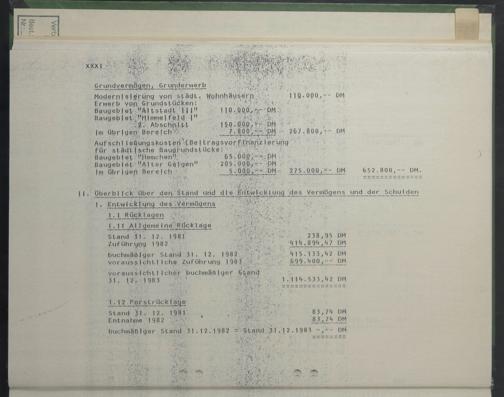 XXXI
Grundvermögen, Grunderwerb
Modernisierung von städt. Wohnhäusern 110.000,-- DM
Erwerb von Grundstücken:
Baugebiet "Altstadt III" 110.000,-- DM
Baugebiet "Himmelfeld I"
2. Abschnitt 150.000,-- DM
im Übrigen Bereich 7.800,-- DM 267.800,-- DM
Aufschließungskosten (Beitragsvorfinanzierung
für städtische Baugrundstücke:
Baugebiet "Hemchen" 65.000,-- DM
Baugebiet "Alter Galgen" 205.000,-- DM
im Übrigen Bereich 5.000,-- DM 275.000,-- DM 652.800,-- DM.
II. Überblick über den Stand und die Entwicklung des Vermögens und der Schulden
1. Entwicklung des Vermögens
1.1 Rücklagen
1.11 Allgemeine Rücklage
Stand 31. 12. 1981 238,95 DM
Zuführung 1982 414.894,47 DM
buchmäßiger Stand 31. 12. 1982 415.133,42 DM
voraussichtliche Zuführung 1983 699.400,-- DM
voraussichtlicher buchmäßiger Stand
31. 12. 1983 1.114.533,42 DM
1.12 Forstrücklage
Stand 31. 12. 1981 83,74 DM
Entnahme 1982 83,74 DM
buchmäßiger Stand 31.12.1982 = Stand 31.12.1983 -,-- DM